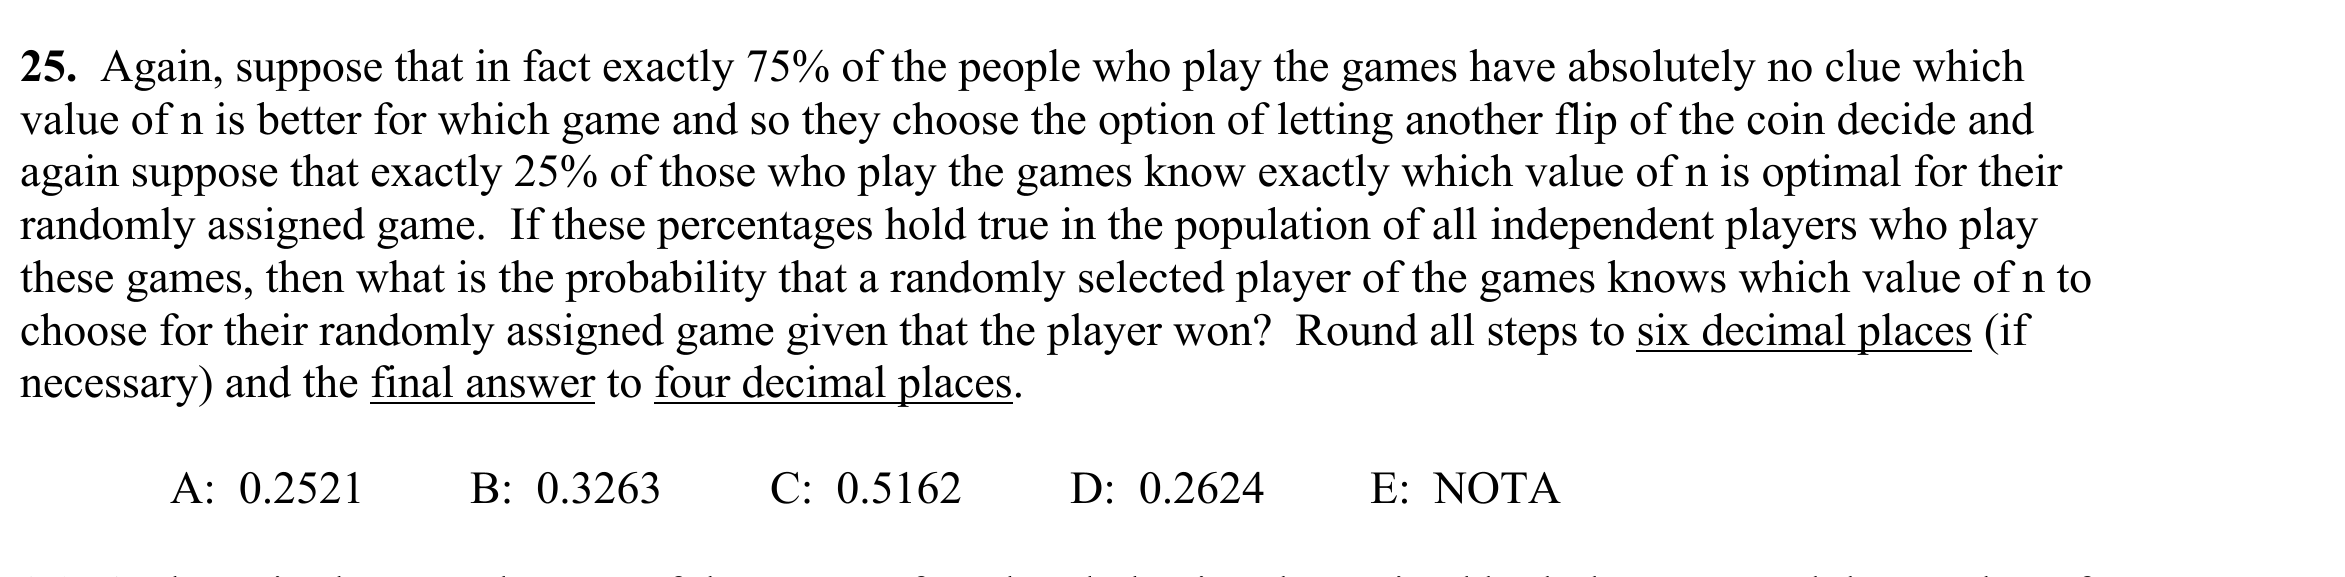 25. Again, suppose that in fact exactly 75% of the people who play the games have absolutely no clue which
value of n is better for which game and so they choose the option of letting another flip of the coin decide and
again suppose that exactly 25% of those who play the games know exactly which value of n is optimal for their
randomly assigned game. If these percentages hold true in the population of all independent players who play
these games, then what is the probability that a randomly selected player of the games knows which value of n to
choose for their randomly assigned game given that the player won? Round all steps to six decimal places (if
necessary) and the final answer to four decimal places.
A: 0.2521 B: 0.3263 C: 0.5162 D: 0.2624 E: NOTA